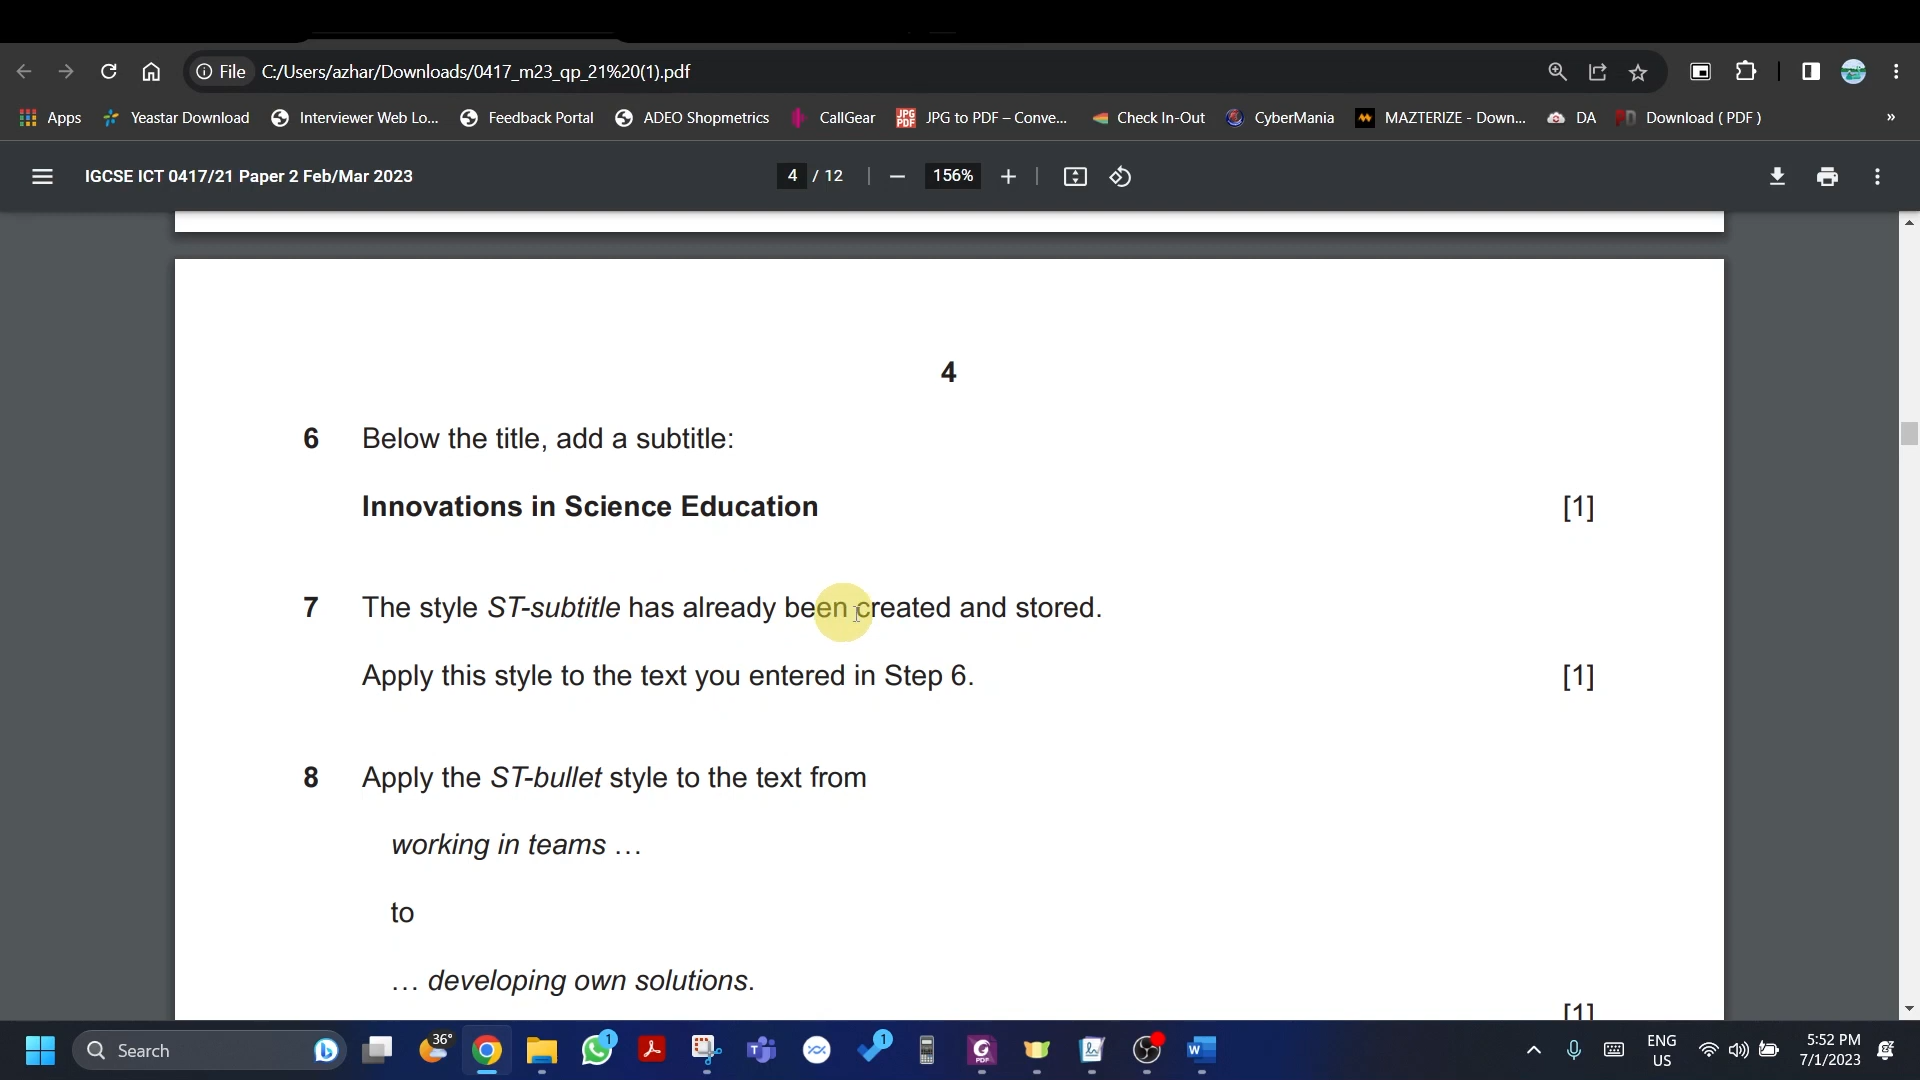 File C:/Users/azhar/Downloads/0417_m23_qp_21%20(1).pdf
Apps Yeastar Download Interviewer Web Lo... Feedback Portal ADEO Shopmetrics CallGear JPG PDF JPG to PDF – Conve... Check In-Out CyberMania MAZTERIZE - Down... DA Download ( PDF ) »
IGCSE ICT 0417/21 Paper 2 Feb/Mar 2023 4 / 12 156%
4
6 Below the title, add a subtitle:
Innovations in Science Education [1]
7 The style ST-subtitle has already been created and stored.
Apply this style to the text you entered in Step 6. [1]
8 Apply the ST-bullet style to the text from
working in teams …
to
… developing own solutions.
[1]
Search 36° 1 1 ENG 5:52 PM
US 7/1/2023